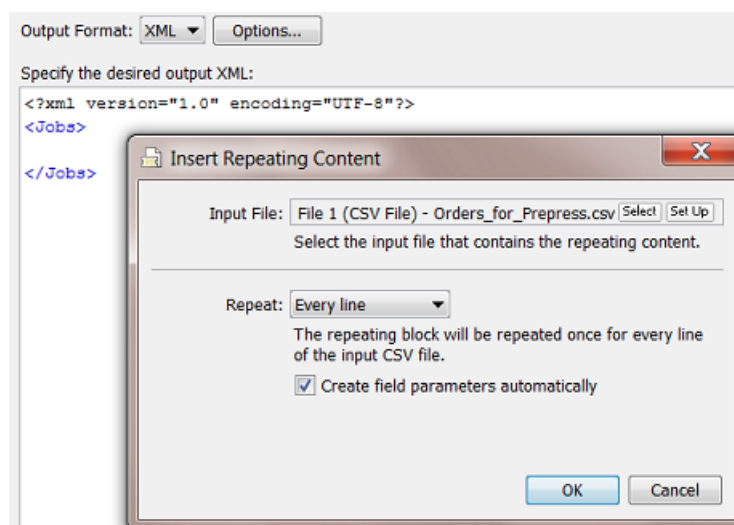 Output Format: XML Options...
Specify the desired output XML:
<?xml version="1.0" encoding="UTF-8"?>
<Jobs>
</Jobs>
Insert Repeating Content
Input File: File 1 (CSV File) - Orders_for_Prepress.csv Select Set Up
Select the input file that contains the repeating content.
Repeat: Every line
The repeating block will be repeated once for every line
of the input CSV file.
Create field parameters automatically
OK Cancel